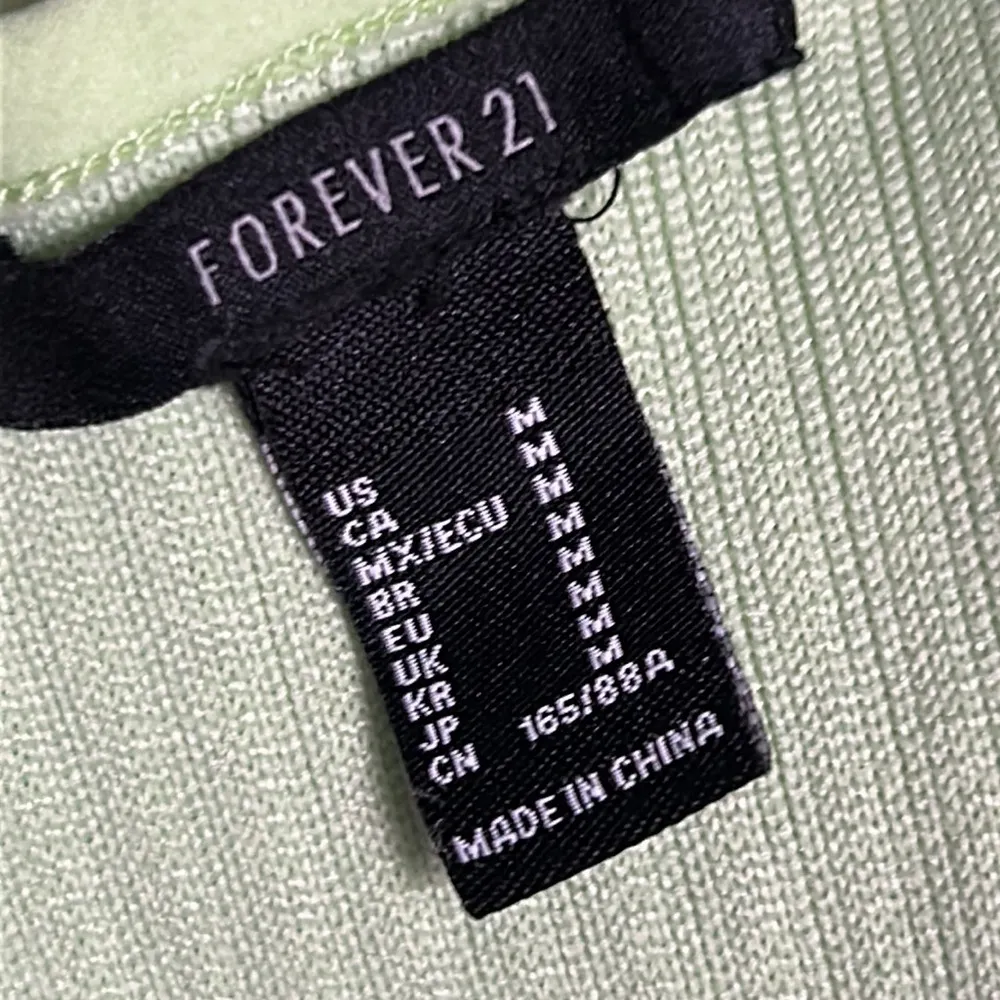 FOREVER 21
US M
CA M
MX/ECU M
BR M
EU M
UK M
KR M
JP M
CN 165/88A
MADE IN CHINA